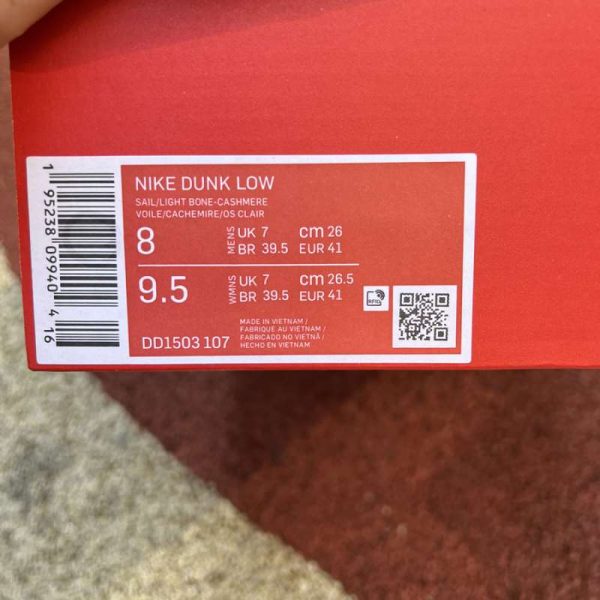 1 95238 09940 4 16
NIKE DUNK LOW
SAIL/LIGHT BONE-CASHMERE
VOILE/CACHEMIRE/OS CLAIR
8 MENS UK 7 cm 26
BR 39.5 EUR 41
9.5 WMNS UK 7 cm 26.5
BR 39.5 EUR 41
RFID
MADE IN VIETNAM /
FABRIQUÉ AU VIETNAM /
FABRICADO NO VIETNÃ /
HECHO EN VIETNAM
DD1503 107